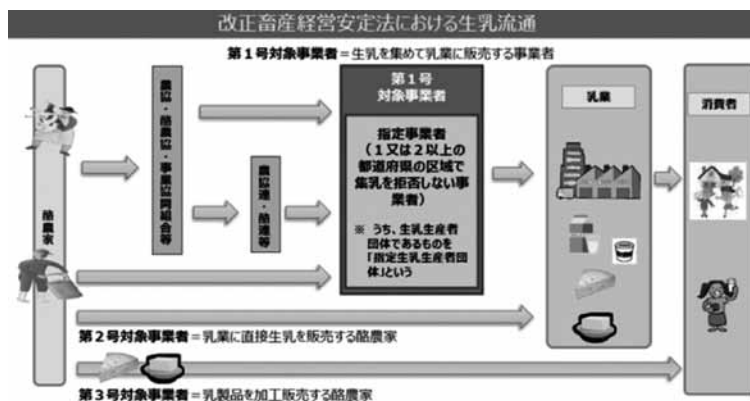 改正畜産経営安定法における生乳流通
第１号対象事業者＝生乳を集めて乳業に販売する事業者
酪農家
農協・酪農協・事業協同組合等
農協連・酪連等
第１号
対象事業者
指定事業者
（１又は２以上の
都道府県の区域で
集乳を拒否しない事
業者）
※ うち、生乳生産者
団体であるものを
「指定生乳生産者団
体」という
乳業
消費者
第２号対象事業者＝乳業に直接生乳を販売する酪農家
第３号対象事業者＝乳製品を加工販売する酪農家